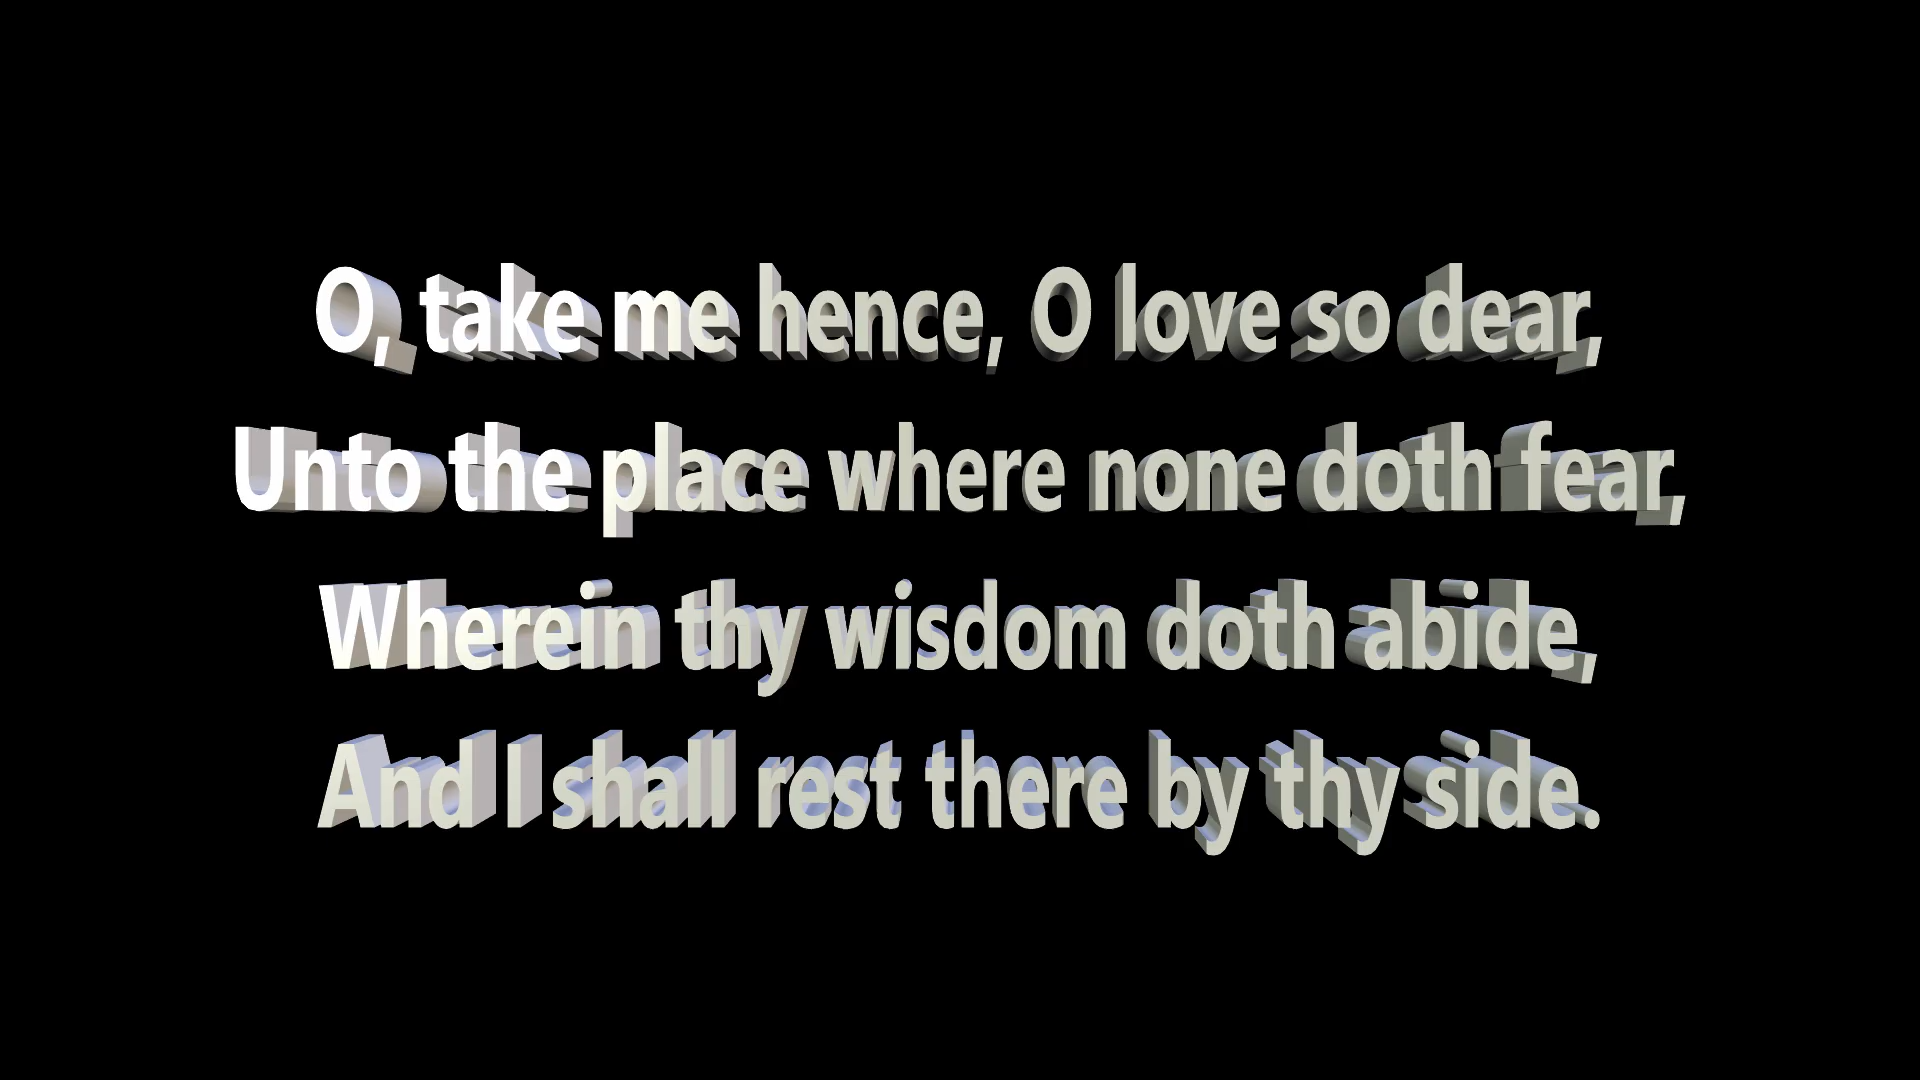 O, take me hence, O love so dear,
Unto the place where none doth fear,
Wherein thy wisdom doth abide,
And I shall rest there by thy side.